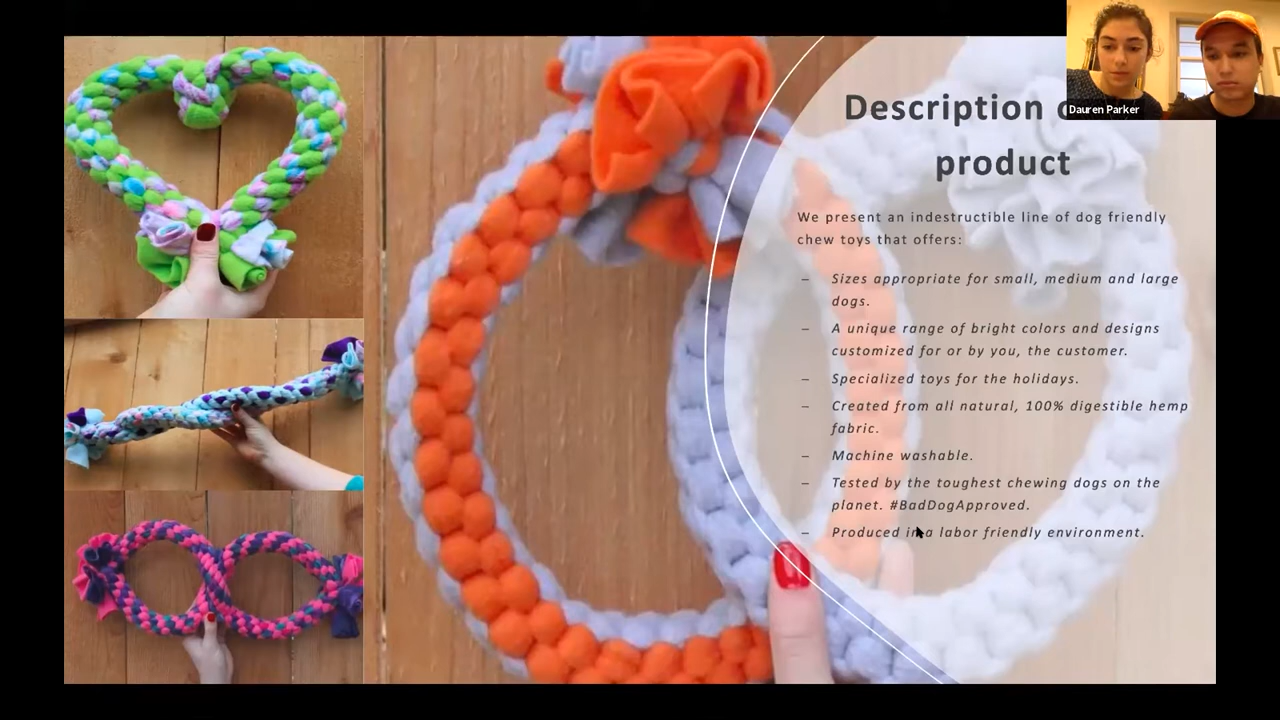 Dauren Parker
Description
product
We present an indestructible line of dog friendly
chew toys that offers:
– Sizes appropriate for small, medium and large
dogs.
– A unique range of bright colors and designs
customized for or by you, the customer.
– Specialized toys for the holidays.
– Created from all natural, 100% digestible hemp
fabric.
– Machine washable.
– Tested by the toughest chewing dogs on the
planet. #BadDogApproved.
– Produced in a labor friendly environment.